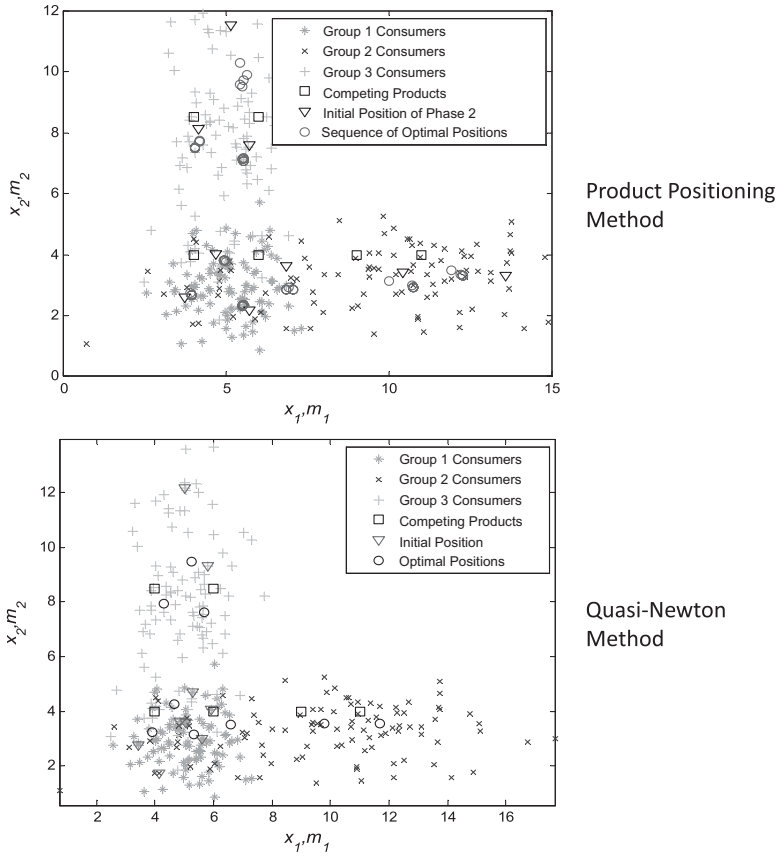 12
10
8
6
4
2
0
x2,m2
0
5
10
15
x1,m1
Group 1 Consumers
Group 2 Consumers
Group 3 Consumers
Competing Products
Initial Position of Phase 2
Sequence of Optimal Positions
Product Positioning
Method
12
10
8
6
4
2
x2,m2
2
4
6
8
10
12
14
16
x1,m1
Group 1 Consumers
Group 2 Consumers
Group 3 Consumers
Competing Products
Initial Position
Optimal Positions
Quasi-Newton
Method